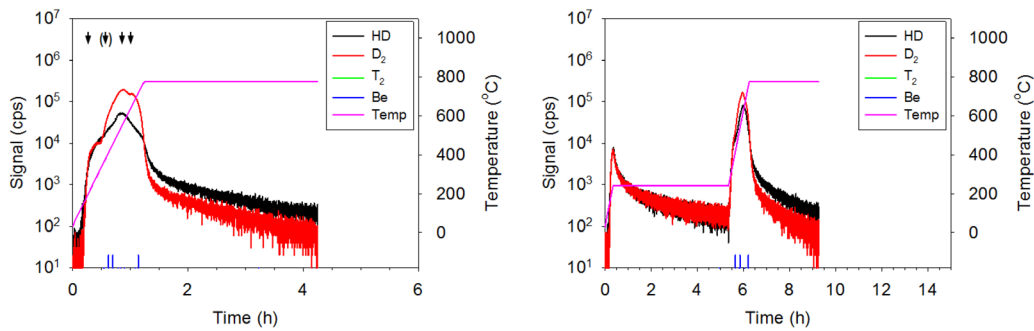 10⁷
10⁶
10⁵
10⁴
10³
10²
10¹
Signal (cps)
( )
HD
D₂
T₂
Be
Temp
1000
800
600
400
200
0
Temperature (°C)
0 2 4 6
Time (h)
10⁷
10⁶
10⁵
10⁴
10³
10²
10¹
Signal (cps)
HD
D₂
T₂
Be
Temp
1000
800
600
400
200
0
Temperature (°C)
0 2 4 6 8 10 12 14
Time (h)